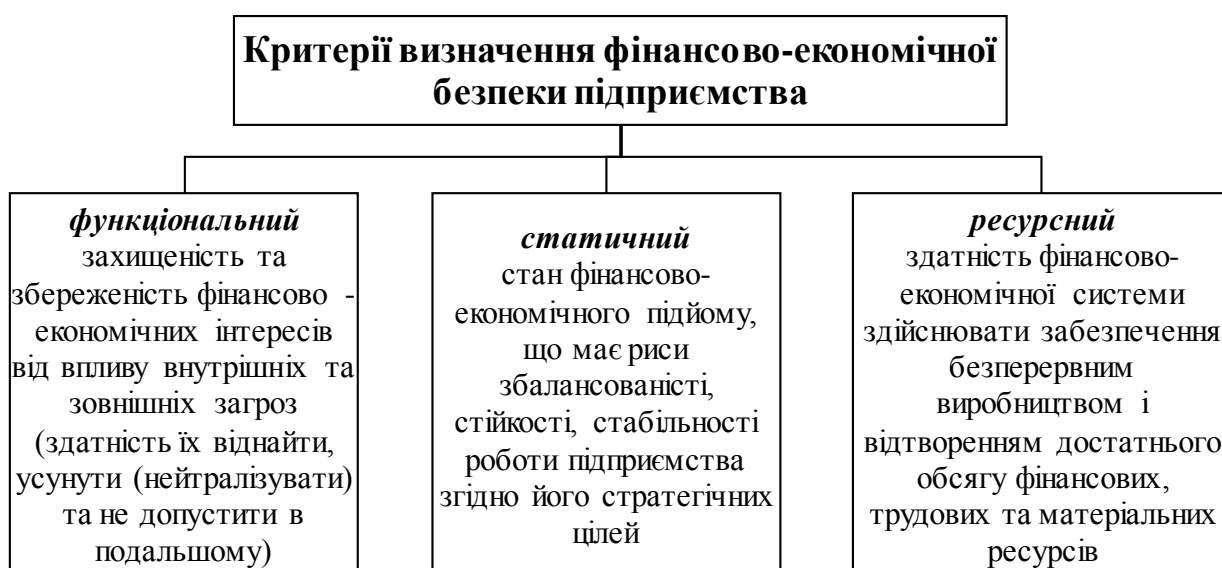 Критерії визначення фінансово-економічної
безпеки підприємства
функціональний
захищеність та
збереженість фінансово -
економічних інтересів
від впливу внутрішніх та
зовнішніх загроз
(здатність їх віднайти,
усунути (нейтралізувати)
та не допустити в
подальшому)
статичний
стан фінансово-
економічного підйому,
що має риси
збалансованісті,
стійкості, стабільності
роботи підприємства
згідно його стратегічних
цілей
ресурсний
здатність фінансово-
економічної системи
здійснювати забезпечення
безперервним
виробництвом і
відтворенням достатнього
обсягу фінансових,
трудових та матеріальних
ресурсів